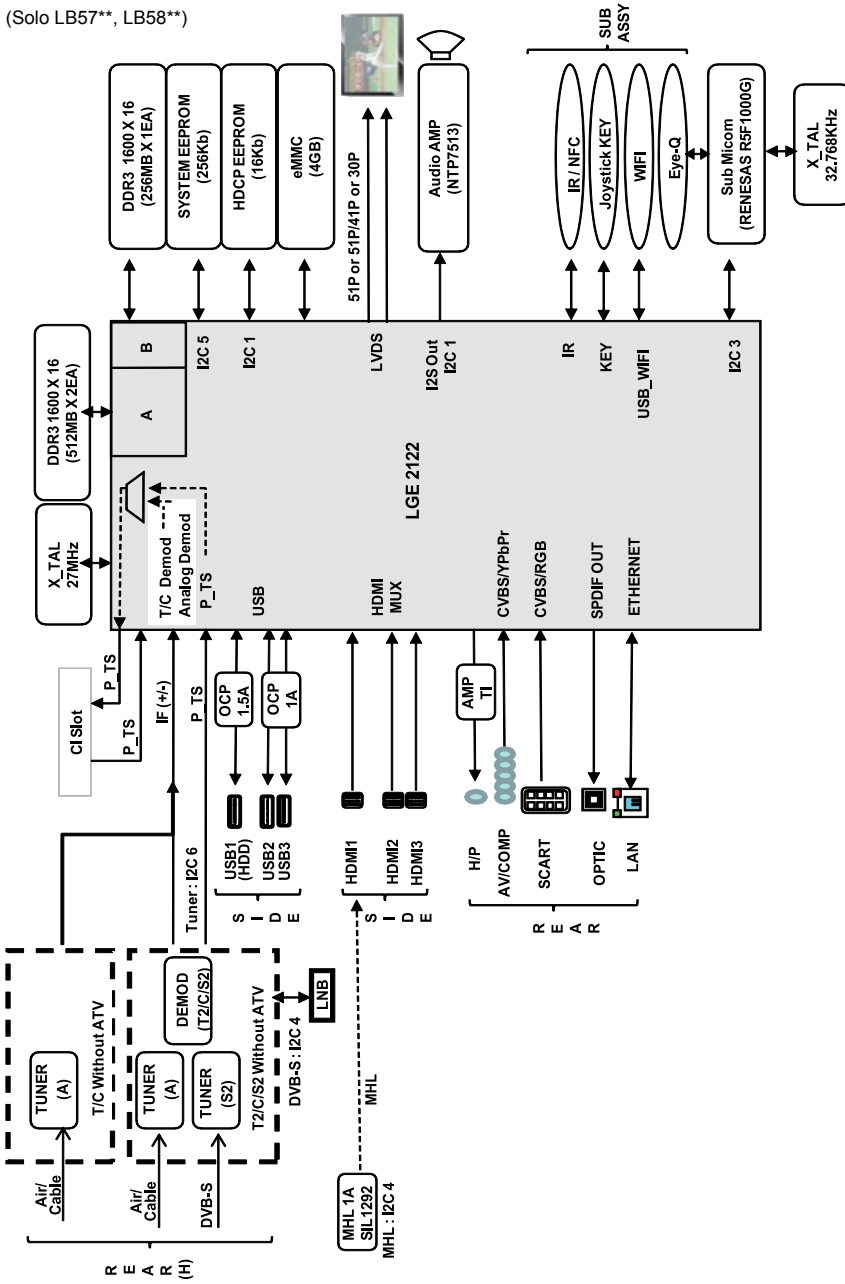 (Solo LB57**, LB58**)
DDR3 1600 X 16
(256MB X 1EA)
SYSTEM EEPROM
(256Kb)
HDCP EEPROM
(16Kb)
eMMC
(4GB)
51P or 51P/41P or 30P
Audio AMP
(NTP7513)
SUB
ASSY
IR / NFC
Joystick KEY
WIFI
Eye-Q
Sub Micom
(RENESAS R5F1000G)
X_TAL
32.768KHz
DDR3 1600 X 16
(512MB X 2EA)
X_TAL
27MHz
A
B
I2C 5
I2C 1
LVDS
I2S Out
I2C 1
IR
KEY
USB_WIFI
I2C 3
LGE 2122
T/C Demod
Analog Demod
P_TS
USB
HDMI
MUX
CVBS/YPbPr
CVBS/RGB
SPDIF OUT
ETHERNET
CI Slot
P_TS
P_TS
IF (+/-)
P_TS
Tuner : I2C 6
OCP
1.5A
OCP
1A
AMP
TI
USB1
(HDD)
USB2
USB3
SIDE
HDMI1
HDMI2
HDMI3
SIDE
H/P
AV/COMP
SCART
OPTIC
LAN
REAR
TUNER
(A)
T/C Without ATV
TUNER
(A)
TUNER
(S2)
DEMOD
(T2/C/S2)
T2/C/S2 Without ATV
DVB-S : I2C 4
LNB
MHL
MHL 1A
SIL1292
MHL : I2C 4
Air/
Cable
Air/
Cable
DVB-S
REAR
(H)